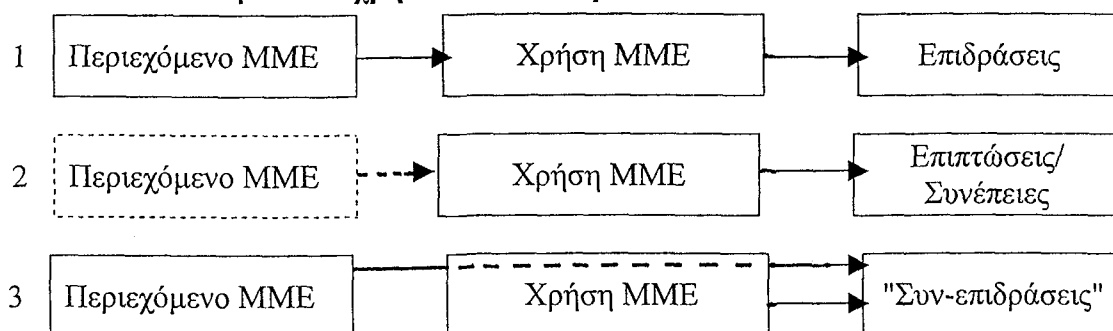 1 Περιεχόμενο ΜΜΕ Χρήση ΜΜΕ Επιδράσεις
2 Περιεχόμενο ΜΜΕ Χρήση ΜΜΕ Επιπτώσεις/
Συνέπειες
3 Περιεχόμενο ΜΜΕ Χρήση ΜΜΕ "Συν-επιδράσεις"